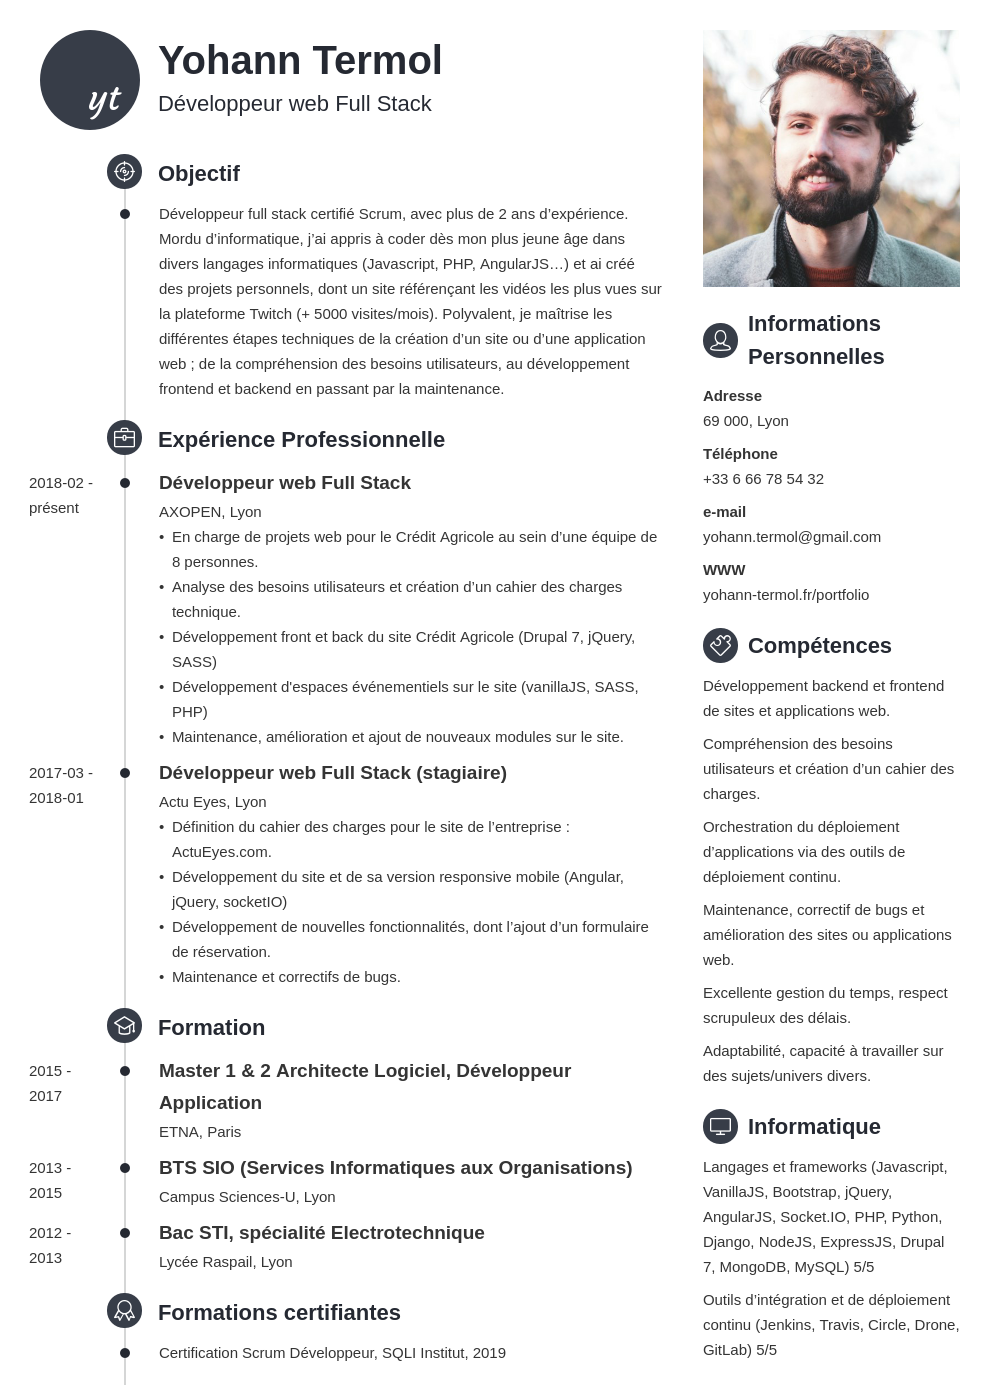 yt
Yohann Termol
Développeur web Full Stack
Objectif
Développeur full stack certifié Scrum, avec plus de 2 ans d’expérience.
Mordu d’informatique, j’ai appris à coder dès mon plus jeune âge dans
divers langages informatiques (Javascript, PHP, AngularJS…) et ai créé
des projets personnels, dont un site référençant les vidéos les plus vues sur
la plateforme Twitch (+ 5000 visites/mois). Polyvalent, je maîtrise les
différentes étapes techniques de la création d’un site ou d’une application
web ; de la compréhension des besoins utilisateurs, au développement
frontend et backend en passant par la maintenance.
Expérience Professionnelle
2018-02 -
présent
Développeur web Full Stack
AXOPEN, Lyon
• En charge de projets web pour le Crédit Agricole au sein d’une équipe de
8 personnes.
• Analyse des besoins utilisateurs et création d’un cahier des charges
technique.
• Développement front et back du site Crédit Agricole (Drupal 7, jQuery,
SASS)
• Développement d'espaces événementiels sur le site (vanillaJS, SASS,
PHP)
• Maintenance, amélioration et ajout de nouveaux modules sur le site.
2017-03 -
2018-01
Développeur web Full Stack (stagiaire)
Actu Eyes, Lyon
• Définition du cahier des charges pour le site de l’entreprise :
ActuEyes.com.
• Développement du site et de sa version responsive mobile (Angular,
jQuery, socketIO)
• Développement de nouvelles fonctionnalités, dont l’ajout d’un formulaire
de réservation.
• Maintenance et correctifs de bugs.
Formation
2015 -
2017
Master 1 & 2 Architecte Logiciel, Développeur
Application
ETNA, Paris
2013 -
2015
BTS SIO (Services Informatiques aux Organisations)
Campus Sciences-U, Lyon
2012 -
2013
Bac STI, spécialité Electrotechnique
Lycée Raspail, Lyon
Formations certifiantes
Certification Scrum Développeur, SQLI Institut, 2019
Informations
Personnelles
Adresse
69 000, Lyon
Téléphone
+33 6 66 78 54 32
e-mail
yohann.termol@gmail.com
WWW
yohann-termol.fr/portfolio
Compétences
Développement backend et frontend
de sites et applications web.
Compréhension des besoins
utilisateurs et création d’un cahier des
charges.
Orchestration du déploiement
d’applications via des outils de
déploiement continu.
Maintenance, correctif de bugs et
amélioration des sites ou applications
web.
Excellente gestion du temps, respect
scrupuleux des délais.
Adaptabilité, capacité à travailler sur
des sujets/univers divers.
Informatique
Langages et frameworks (Javascript,
VanillaJS, Bootstrap, jQuery,
AngularJS, Socket.IO, PHP, Python,
Django, NodeJS, ExpressJS, Drupal
7, MongoDB, MySQL) 5/5
Outils d’intégration et de déploiement
continu (Jenkins, Travis, Circle, Drone,
GitLab) 5/5